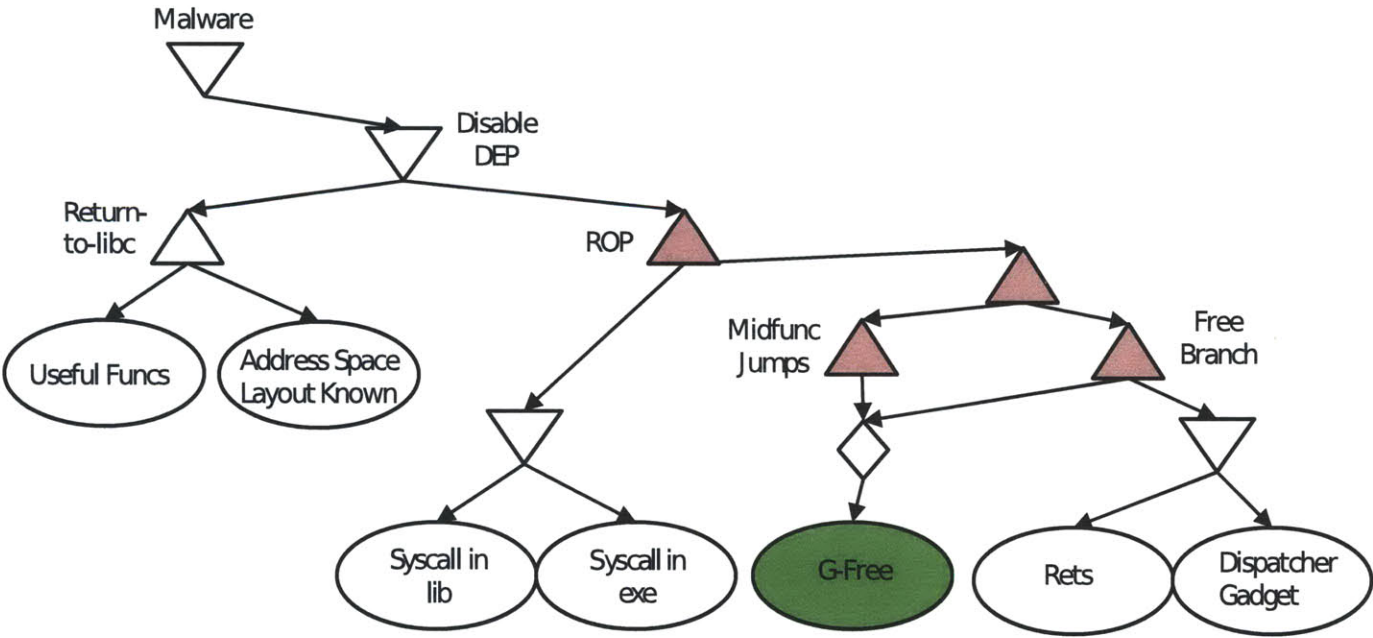 Malware
Disable
DEP
Return-
to-libc
ROP
Midfunc
Jumps
Free
Branch
Useful Funcs
Address Space
Layout Known
Syscall in
lib
Syscall in
exe
G-Free
Rets
Dispatcher
Gadget